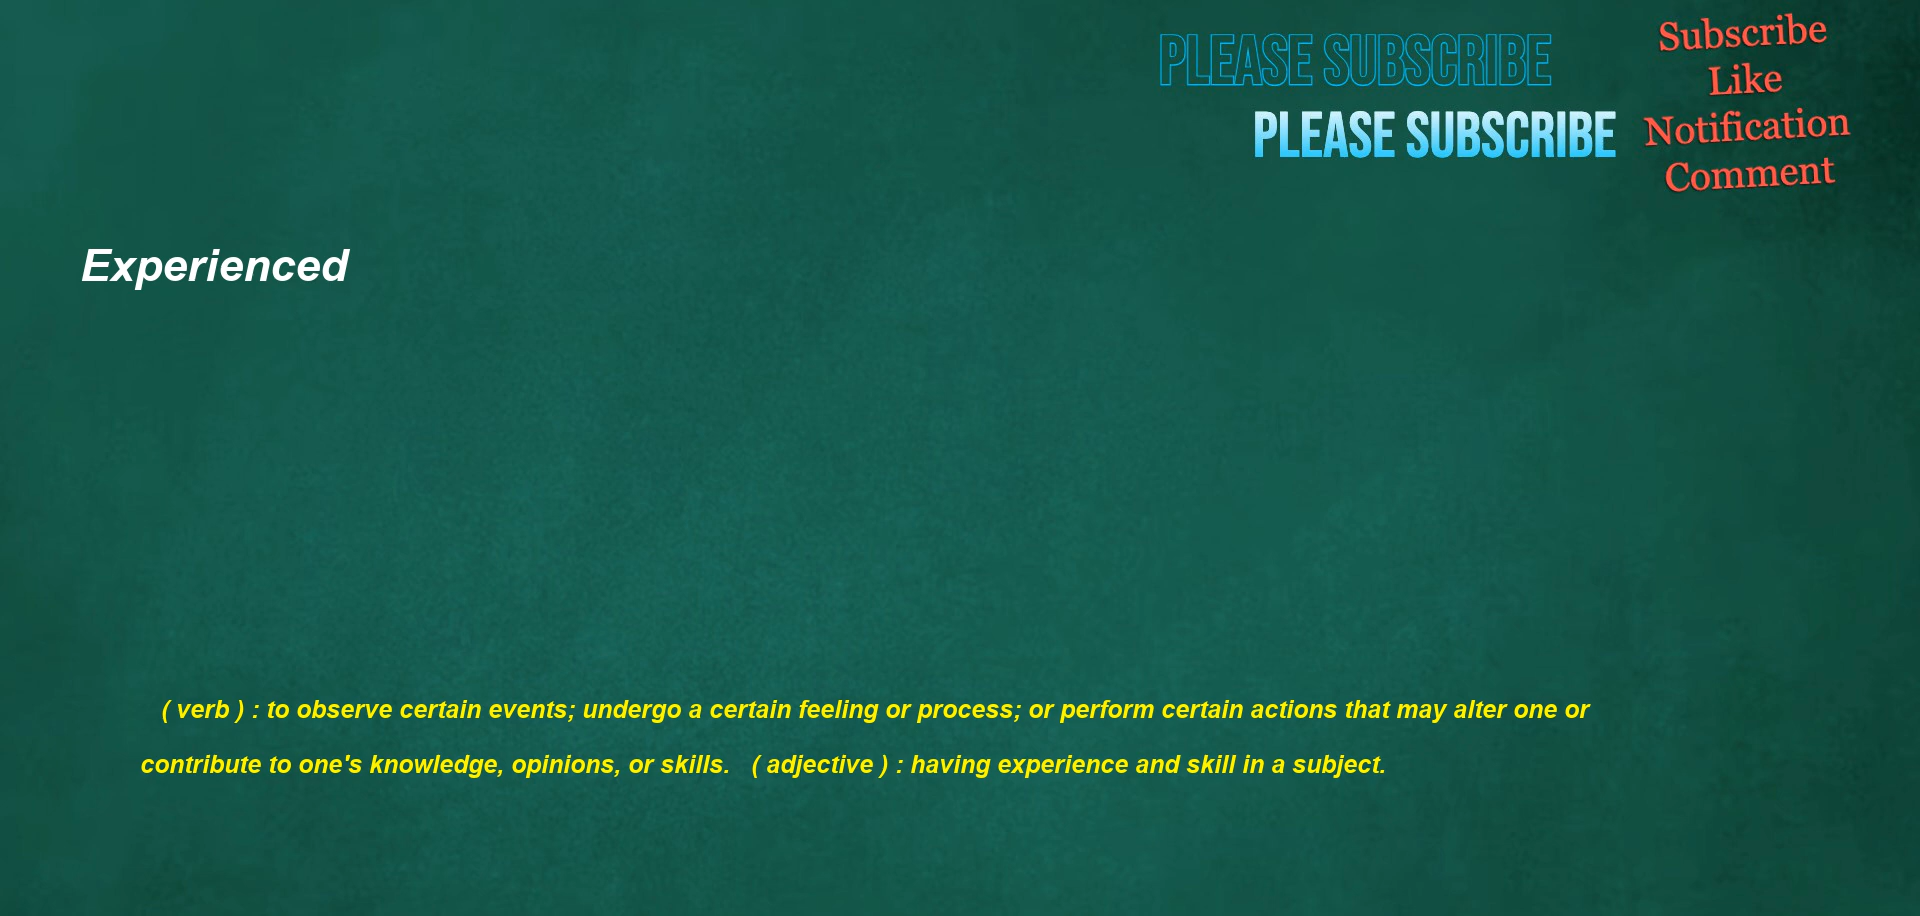 PLEASE SUBSCRIBE
PLEASE SUBSCRIBE
Subscribe
Like
Notification
Comment
Experienced
( verb ) : to observe certain events; undergo a certain feeling or process; or perform certain actions that may alter one or
contribute to one's knowledge, opinions, or skills. ( adjective ) : having experience and skill in a subject.